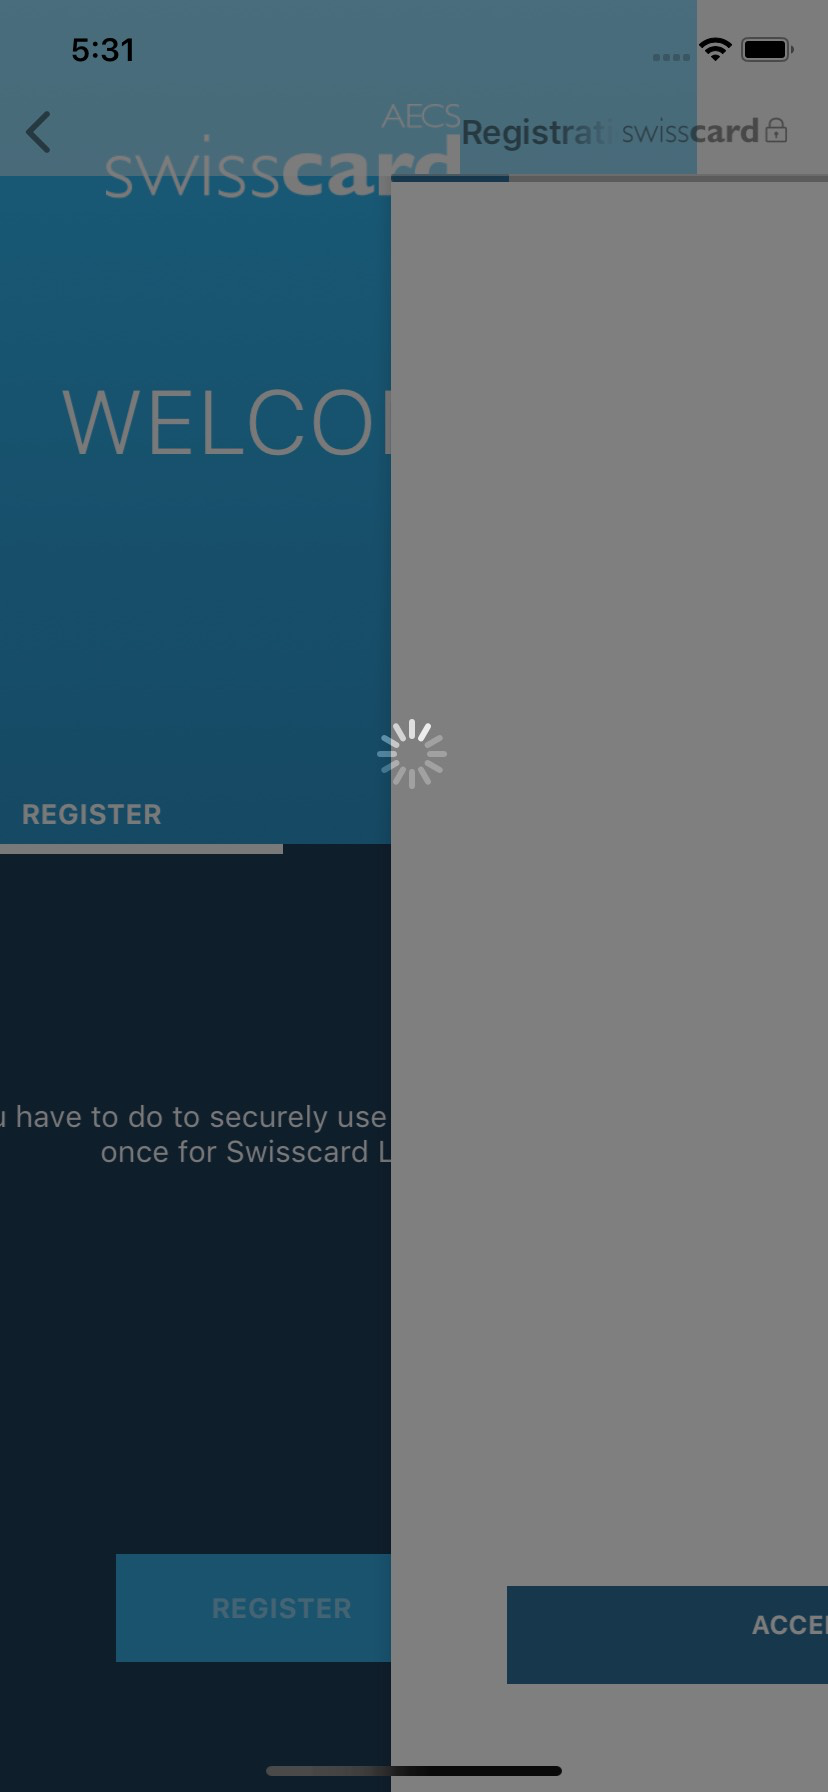 5:31
AECS
swisscard
Registrati
swisscard
WELCO
REGISTER
have to do to securely use
once for Swisscard L
REGISTER
ACCE